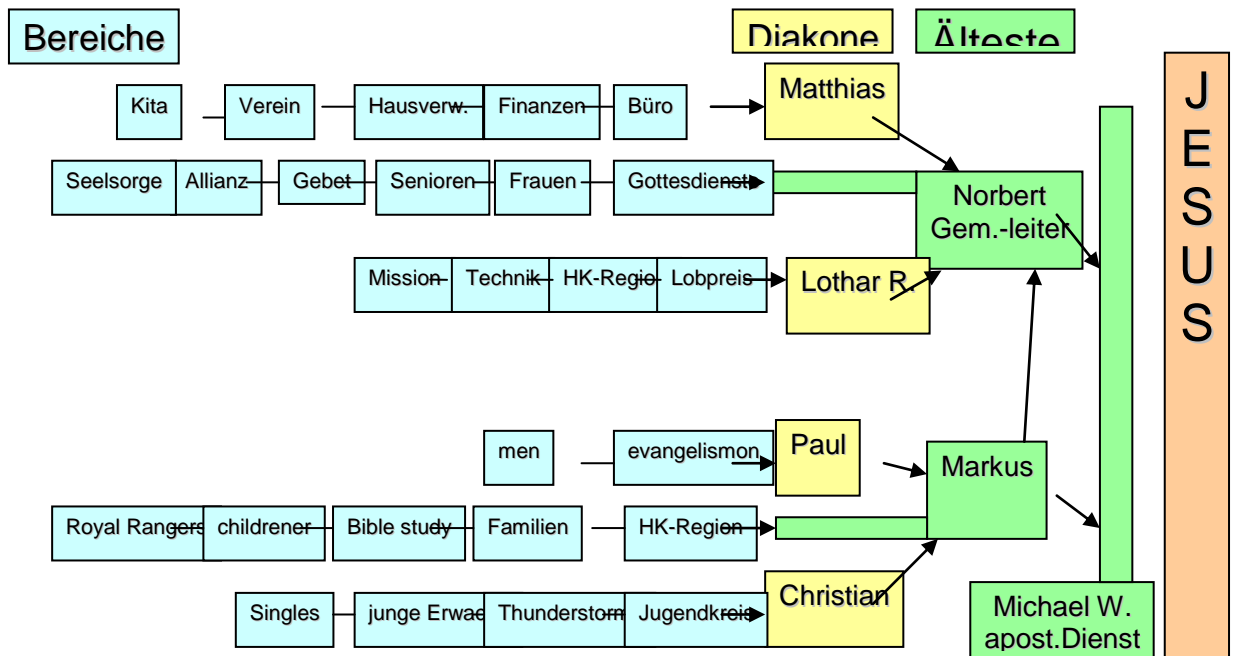 Bereiche
Diakone
Älteste
J
E
S
U
S
Kita
Verein
Hausverw.
Finanzen
Büro
Matthias
Seelsorge
Allianz
Gebet
Senioren
Frauen
Gottesdienst
Norbert
Gem.-leiter
Mission
Technik
HK-Regio
Lobpreis
Lothar R.
men
evangelismon
Paul
Markus
Royal Rangers
childrener
Bible study
Familien
HK-Region
Singles
junge Erwac
Thunderstorm
Jugendkreis
Christian
Michael W.
apost.Dienst